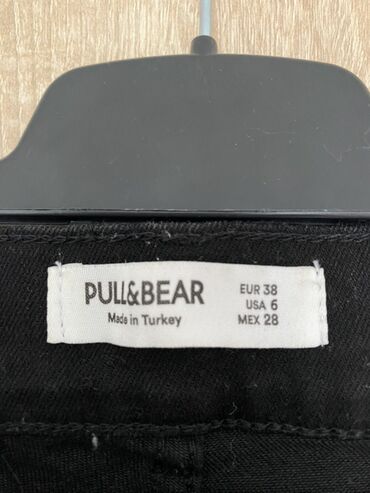 PULL&BEAR
Made in Turkey
EUR 38
USA 6
MEX 28